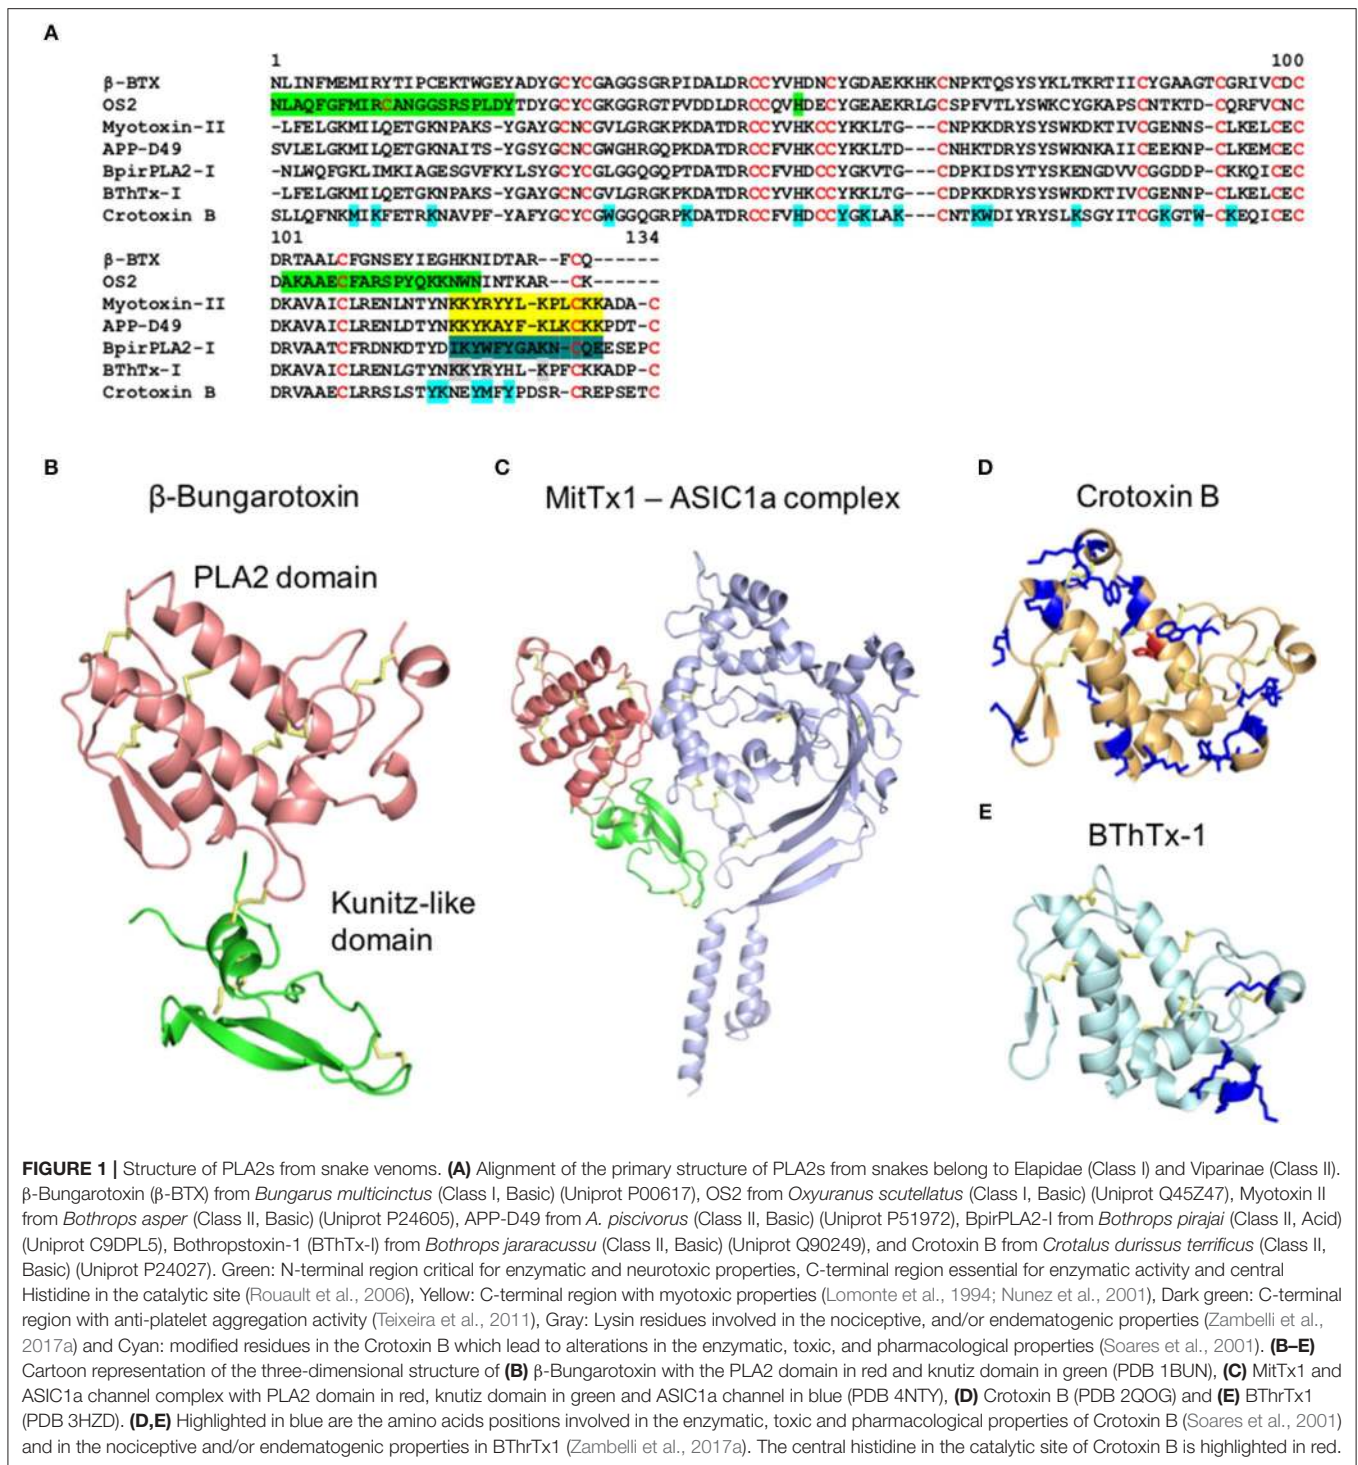 A
1 100
β-BTX NLINFMEMIRYTIPCEKTWGEYADYGCYCGAGGSGRPIDALDRCCYVHDNCYGDAEKKHKCNPKTQSYSYKLTKRTIICYGAAGTCGRIVCDC
OS2 NLAQFGFMIRCANGGSRSPLDYTDYGCYCGKGGRGTPVDDLDRCCQVHDECYGEAEKRLGCSPFVTLYSWKCYGKAPSCNTKTD-CQRFVCNC
Myotoxin-II -LFELGKMILQETGKNPAKS-YGAYGCNCGVLGRGKPKDATDRCCYVHKCCYKKLTG---CNPKKDRYSYSWKDKTIVCGENNS-CLKELCEC
APP-D49 SVLELGKMILQETGKNAITS-YGSYGCNCGWGHRGQPKDATDRCCFVHKCCYKKLTD---CNHKTDRYSYSWKNKAIICEEKNP-CLKEMCEC
BpirPLA2-I -NLWQFGKLIMKIAGESGVFKYLSYGCYCGLGGQGQPTDATDRCCFVHDCCYGKVTG---CDPKIDSYTYSKENGDVVCGGDDP-CKKQICEC
BThTx-I -LFELGKMILQETGKNPAKS-YGAYGCNCGVLGRGKPKDATDRCCYVHKCCYKKLTG---CDPKKDRYSYSWKDKTIVCGENNP-CLKELCEC
Crotoxin B SLLQFNKMIKFETRKNAVPF-YAFYGCYCGWGGQGRPKDATDRCCFVHDCCYGKLAK---CNTKWDIYRYSLKSGYITCGKGTW-CKEQICEC
101 134
β-BTX DRTAALCFGNSEYIEGHKNIDTAR--FCQ------
OS2 DAKAAECFARSPYQKKNWNINTKAR--CK------
Myotoxin-II DKAVAICLRENLNTYNKKYRYYL-KPLCKKADA-C
APP-D49 DKAVAICLRENLDTYNKKYKAYF-KLKCKKPDT-C
BpirPLA2-I DRVAATCFRDNKDTYDIKYWFYGAKN-CQEESEPC
BThTx-I DKAVAICLRENLGTYNKKYRYHL-KPFCKKADP-C
Crotoxin B DRVAAECLRRSLSTYKNEYMFYPDSR-CREPSETC
B
β-Bungarotoxin
PLA2 domain
Kunitz-like
domain
C
MitTx1 – ASIC1a complex
D
Crotoxin B
E
BThTx-1
FIGURE 1 | Structure of PLA2s from snake venoms. (A) Alignment of the primary structure of PLA2s from snakes belong to Elapidae (Class I) and Viparinae (Class II).
β-Bungarotoxin (β-BTX) from Bungarus multicinctus (Class I, Basic) (Uniprot P00617), OS2 from Oxyuranus scutellatus (Class I, Basic) (Uniprot Q45Z47), Myotoxin II
from Bothrops asper (Class II, Basic) (Uniprot P24605), APP-D49 from A. piscivorus (Class II, Basic) (Uniprot P51972), BpirPLA2-I from Bothrops pirajai (Class II, Acid)
(Uniprot C9DPL5), Bothropstoxin-1 (BThTx-I) from Bothrops jararacussu (Class II, Basic) (Uniprot Q90249), and Crotoxin B from Crotalus durissus terrificus (Class II,
Basic) (Uniprot P24027). Green: N-terminal region critical for enzymatic and neurotoxic properties, C-terminal region essential for enzymatic activity and central
Histidine in the catalytic site (Rouault et al., 2006), Yellow: C-terminal region with myotoxic properties (Lomonte et al., 1994; Nunez et al., 2001), Dark green: C-terminal
region with anti-platelet aggregation activity (Teixeira et al., 2011), Gray: Lysin residues involved in the nociceptive, and/or endematogenic properties (Zambelli et al.,
2017a) and Cyan: modified residues in the Crotoxin B which lead to alterations in the enzymatic, toxic, and pharmacological properties (Soares et al., 2001). (B–E)
Cartoon representation of the three-dimensional structure of (B) β-Bungarotoxin with the PLA2 domain in red and knutiz domain in green (PDB 1BUN), (C) MitTx1 and
ASIC1a channel complex with PLA2 domain in red, knutiz domain in green and ASIC1a channel in blue (PDB 4NTY), (D) Crotoxin B (PDB 2QOG) and (E) BThrTx1
(PDB 3HZD). (D,E) Highlighted in blue are the amino acids positions involved in the enzymatic, toxic and pharmacological properties of Crotoxin B (Soares et al., 2001)
and in the nociceptive and/or endematogenic properties in BThrTx1 (Zambelli et al., 2017a). The central histidine in the catalytic site of Crotoxin B is highlighted in red.